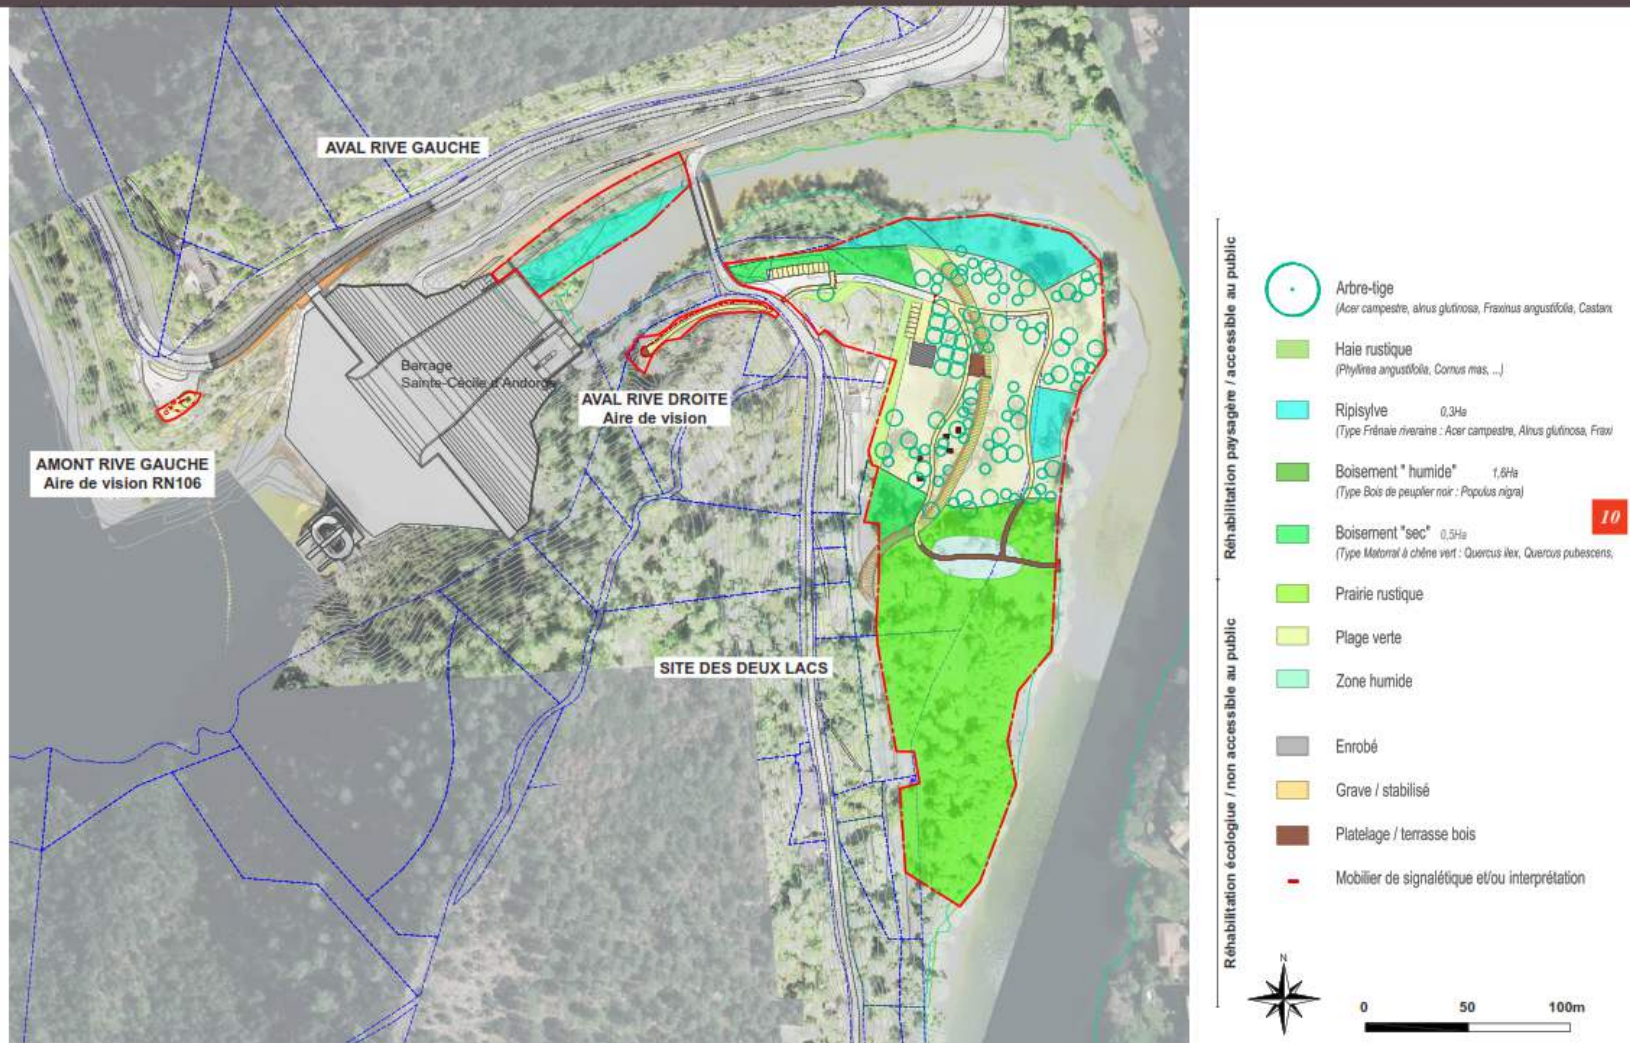 AVAL RIVE GAUCHE
Barrage
Sainte-Cécile d'Andorge
AVAL RIVE DROITE
Aire de vision
AMONT RIVE GAUCHE
Aire de vision RN106
SITE DES DEUX LACS
Réhabilitation paysagère / accessible au public
Réhabilitation écologiue / non accessible au public
Arbre-tige
(Acer campestre, alnus glutinosa, Fraxinus angustifolia, Castan
Haie rustique
(Phyllirea angustifolia, Cornus mas, ...)
Ripisylve 0,3Ha
(Type Frênaie riveraine : Acer campestre, Alnus glutinosa, Fraxi
Boisement " humide" 1,6Ha
(Type Bois de peuplier noir : Populus nigra)
Boisement "sec" 0,5Ha
(Type Matorral à chêne vert : Quercus ilex, Quercus pubescens,
10
Prairie rustique
Plage verte
Zone humide
Enrobé
Grave / stabilisé
Platelage / terrasse bois
Mobilier de signalétique et/ou interprétation
N
0 50 100m